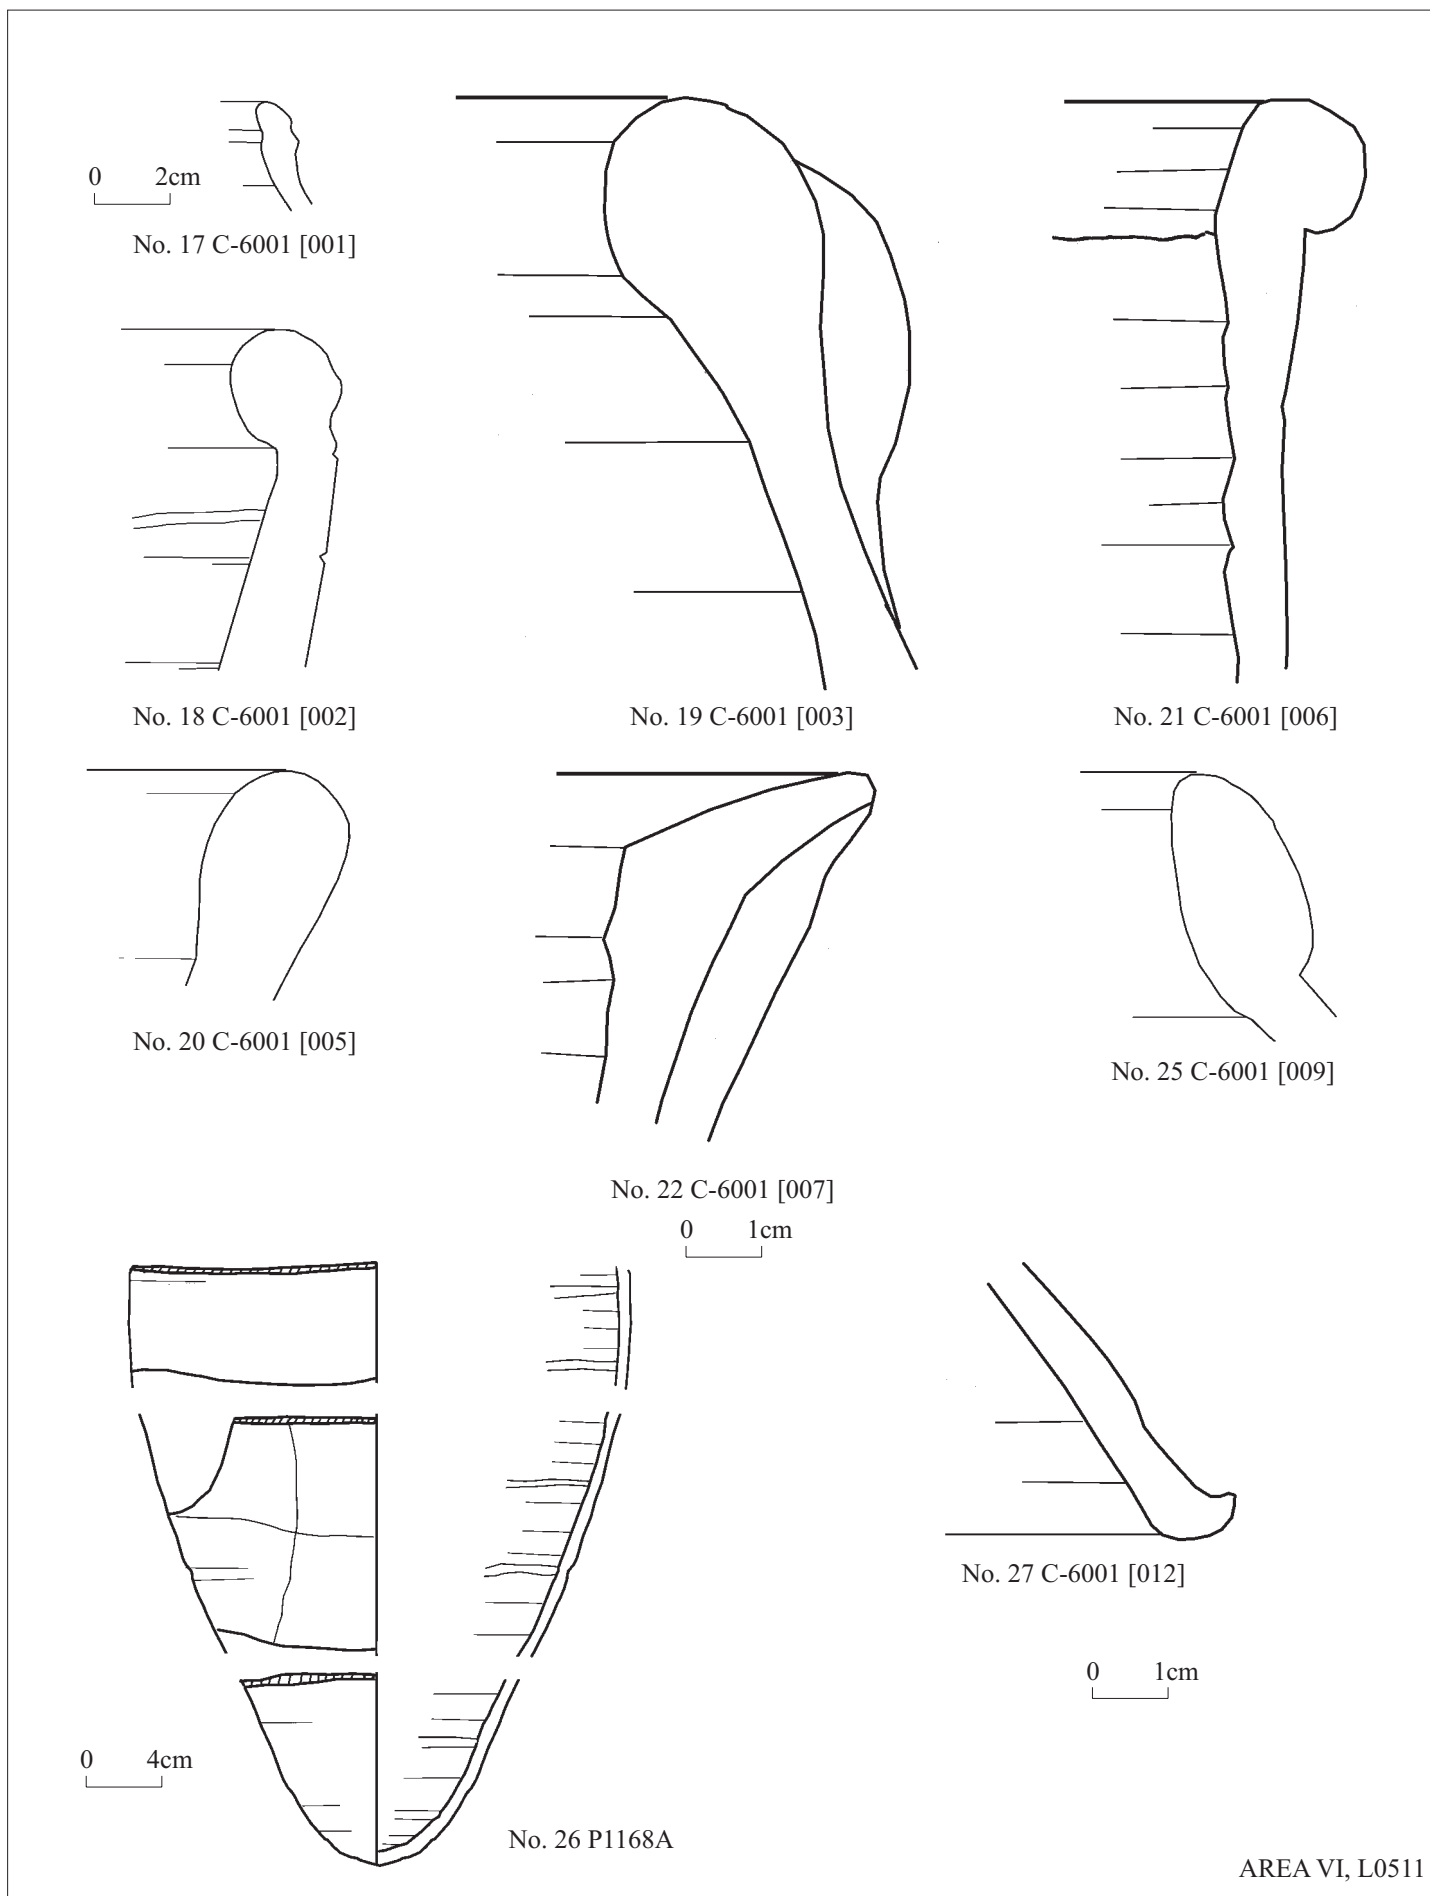 0 2cm
No. 17 C-6001 [001]
No. 18 C-6001 [002]
No. 19 C-6001 [003]
No. 21 C-6001 [006]
No. 20 C-6001 [005]
No. 22 C-6001 [007]
0 1cm
No. 25 C-6001 [009]
No. 27 C-6001 [012]
0 1cm
0 4cm
No. 26 P1168A
AREA VI, L0511